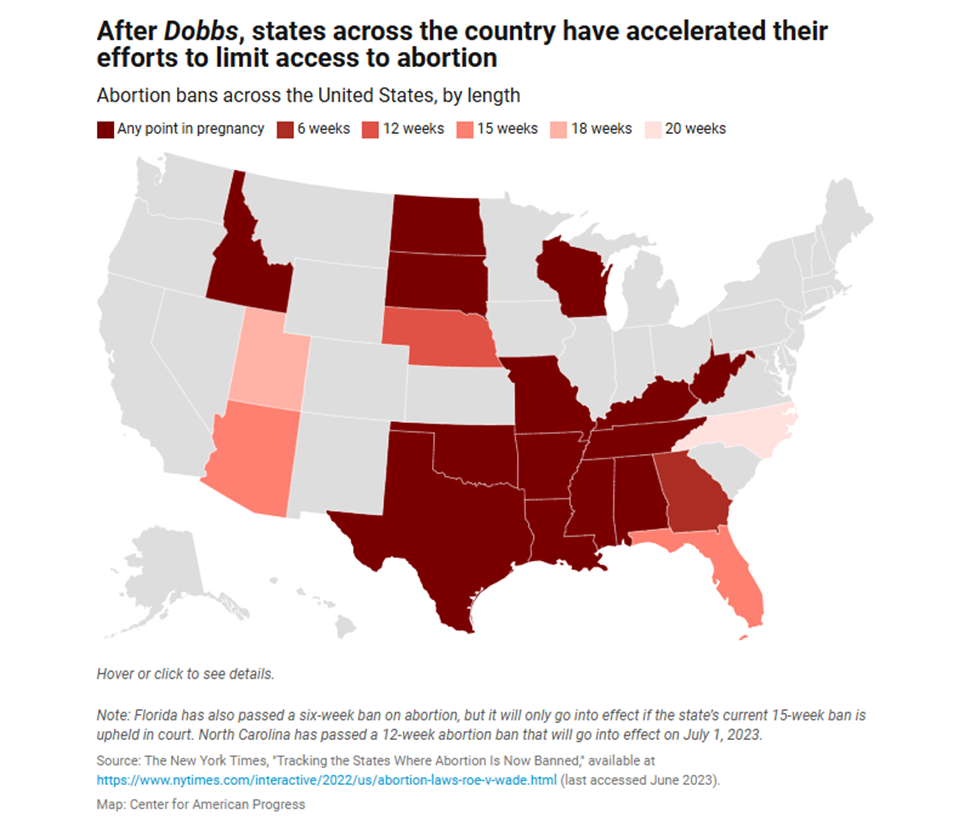 After Dobbs, states across the country have accelerated their
efforts to limit access to abortion
Abortion bans across the United States, by length
Any point in pregnancy 6 weeks 12 weeks 15 weeks 18 weeks 20 weeks
Hover or click to see details.
Note: Florida has also passed a six-week ban on abortion, but it will only go into effect if the state's current 15-week ban is
upheld in court. North Carolina has passed a 12-week abortion ban that will go into effect on July 1, 2023.
Source: The New York Times, "Tracking the States Where Abortion Is Now Banned," available at
https://www.nytimes.com/interactive/2022/us/abortion-laws-roe-v-wade.html (last accessed June 2023).
Map: Center for American Progress